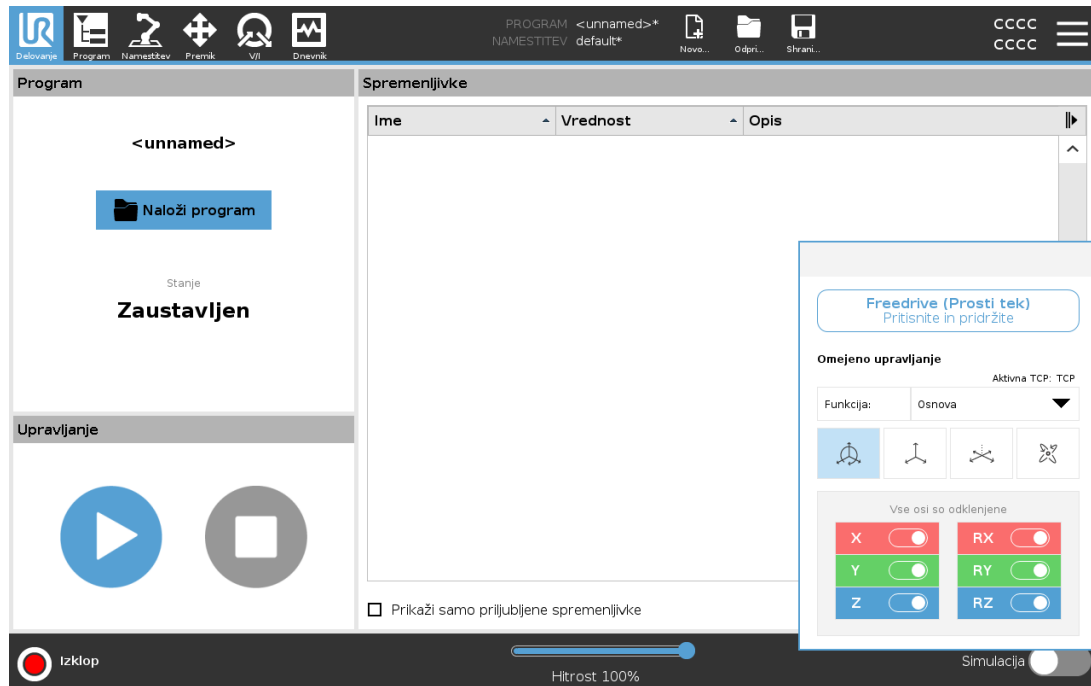 PROGRAM <unnamed>*
NAMESTITEV default*
CCCC
CCCC
Delovanje Program Namestitev Premik V/I Dnevnik Novo... Odpri... Shrani...
Program
Spremenljivke
Ime Vrednost Opis
<unnamed>
Naloži program
Stanje
Zaustavljen
Freedrive (Prosti tek)
Pritisnite in pridržite
Omejeno upravljanje
Aktivna TCP: TCP
Funkcija: Osnova
Upravljanje
Vse osi so odklenjene
X RX
Y RY
Z RZ
Prikaži samo priljubljene spremenljivke
Izklop
Hitrost 100%
Simulacija